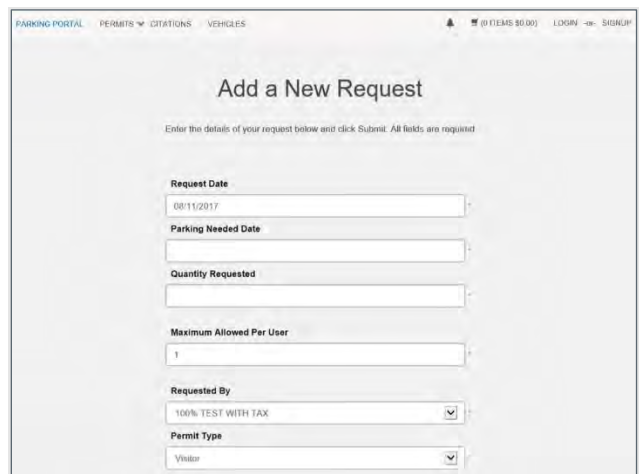 PARKING PORTAL PERMITS CITATIONS VEHICLES (0 ITEMS $0.00) LOGIN -or- SIGNUP
Add a New Request
Enter the details of your request below and click Submit. All fields are required
Request Date
08/11/2017 *
Parking Needed Date
*
Quantity Requested
*
Maximum Allowed Per User
1 *
Requested By
100% TEST WITH TAX *
Permit Type
Visitor *